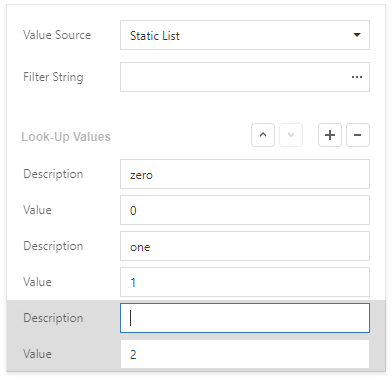 Value Source Static List
Filter String ...
Look-Up Values
Description zero
Value 0
Description one
Value 1
Description
Value 2